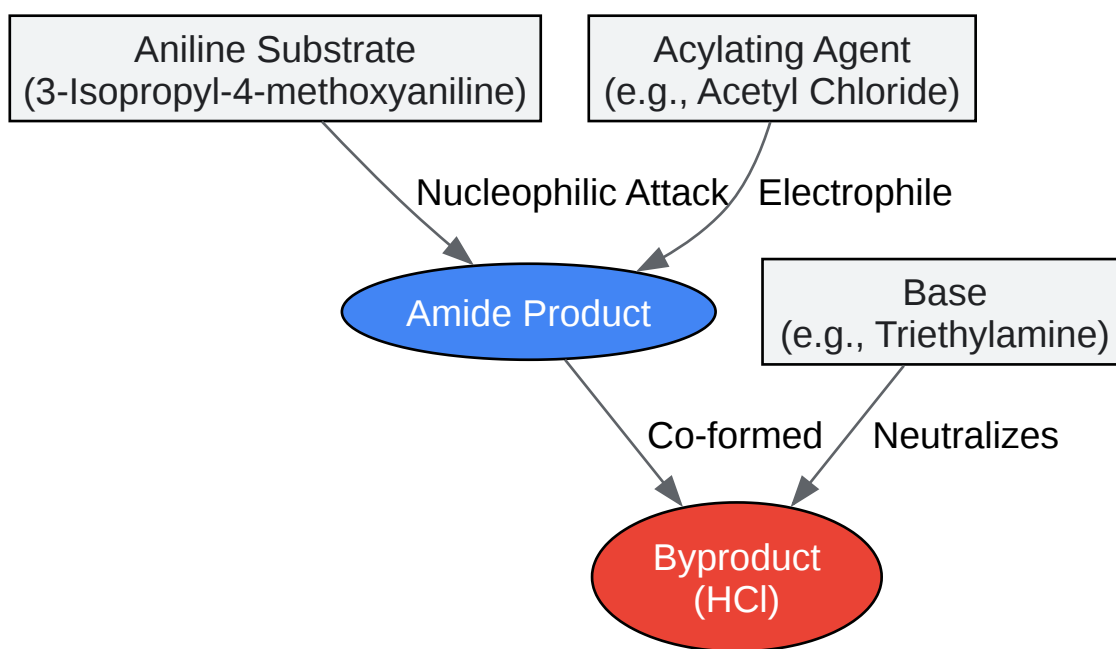 Aniline Substrate
(3-Isopropyl-4-methoxyaniline)
Acylating Agent
(e.g., Acetyl Chloride)
Nucleophilic Attack
Electrophile
Amide Product
Base
(e.g., Triethylamine)
Co-formed
Neutralizes
Byproduct
(HCl)